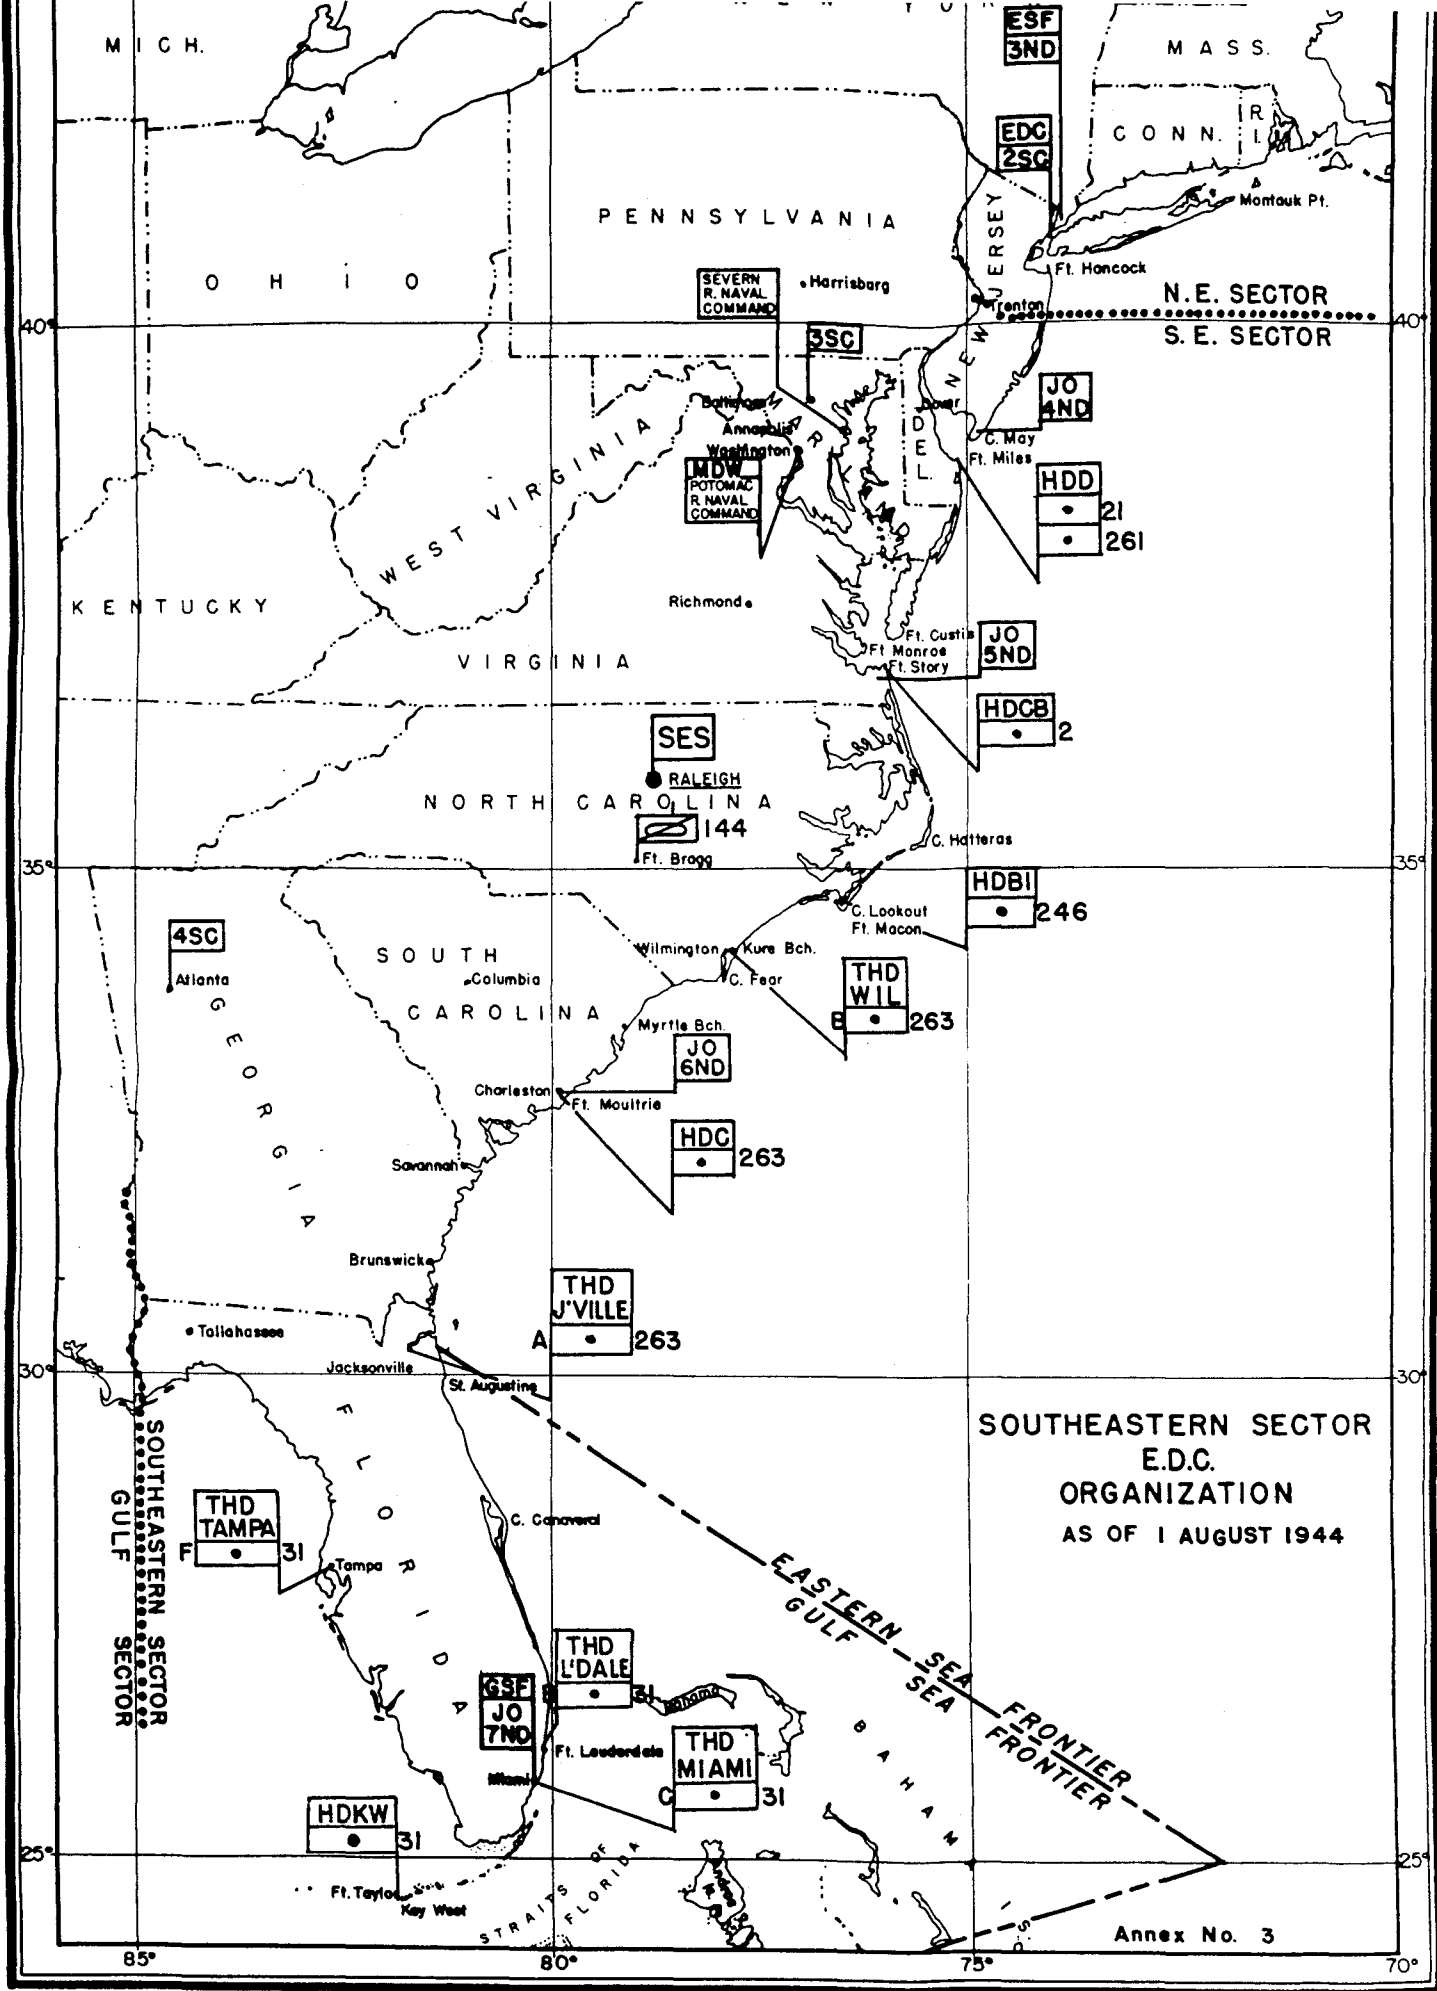 NEW YORK
MICH.
ESF
3ND
MASS.
EDC
2SC
CONN.
R
I.
Montauk Pt.
PENNSYLVANIA
NEW JERSEY
OHIO
Ft. Hancock
SEVERN
R. NAVAL
COMMAND
Harrisburg
Trenton
N.E. SECTOR
S.E. SECTOR
40°
40°
3SC
JO
4ND
Baltimore
Annapolis
Washington
MARYLAND
Dover
DEL.
C. May
Ft. Miles
MDW
POTOMAC
R. NAVAL
COMMAND
HDD
21
261
WEST VIRGINIA
KENTUCKY
Richmond
VIRGINIA
Ft. Custis
Ft Monroe
Ft. Story
JO
5ND
HDCB
2
SES
RALEIGH
NORTH CAROLINA
144
Ft. Bragg
C. Hatteras
35°
35°
HDBI
246
C. Lookout
Ft. Macon
4SC
Atlanta
SOUTH
CAROLINA
Columbia
Wilmington
Kure Bch.
C. Fear
THD
WIL
B
263
GEORGIA
Myrtle Bch.
JO
6ND
Charleston
Ft. Moultrie
HDC
263
Savannah
Brunswick
THD
J'VILLE
A
263
Tallahassee
Jacksonville
St. Augustine
30°
30°
SOUTHEASTERN SECTOR
E.D.C.
ORGANIZATION
AS OF 1 AUGUST 1944
FLORIDA
SOUTHEASTERN SECTOR
GULF SECTOR
C. Canaveral
THD
TAMPA
F
31
Tampa
EASTERN SEA FRONTIER
GULF SEA FRONTIER
THD
L'DALE
B
31
GSF
JO
7ND
Bahama
Ft. Lauderdale
Miami
THD
MIAMI
C
31
BAHAMA
IS.
HDKW
31
25°
25°
Ft. Taylor
Key West
STRAITS OF
FLORIDA
Andros
Is.
Annex No. 3
85°
80°
75°
70°